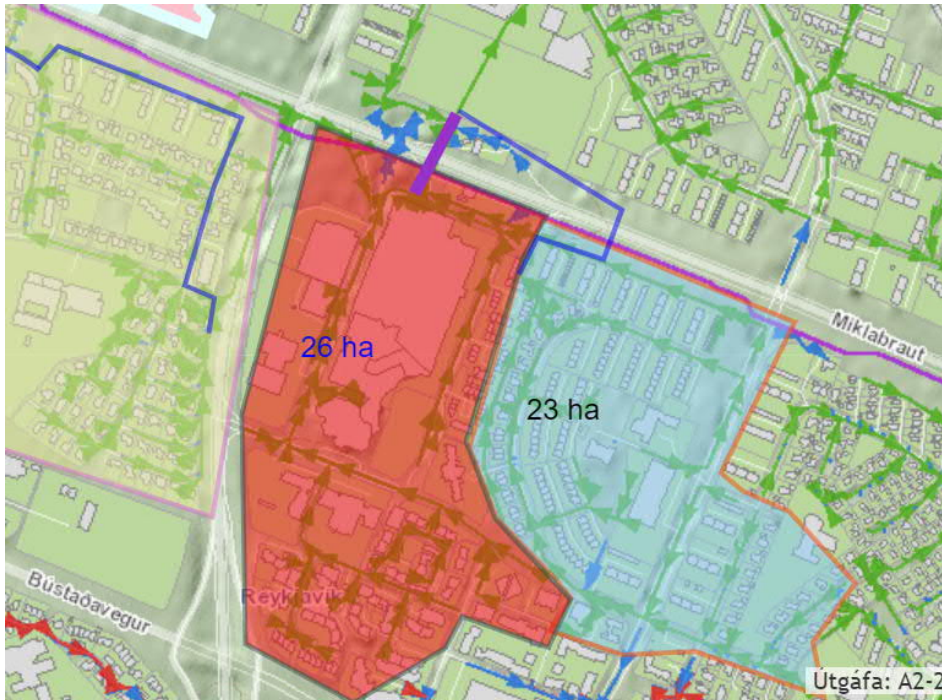 Miklabraut
26 ha
23 ha
Bústaðavegur
Reykjavík
Útgáfa: A2-2